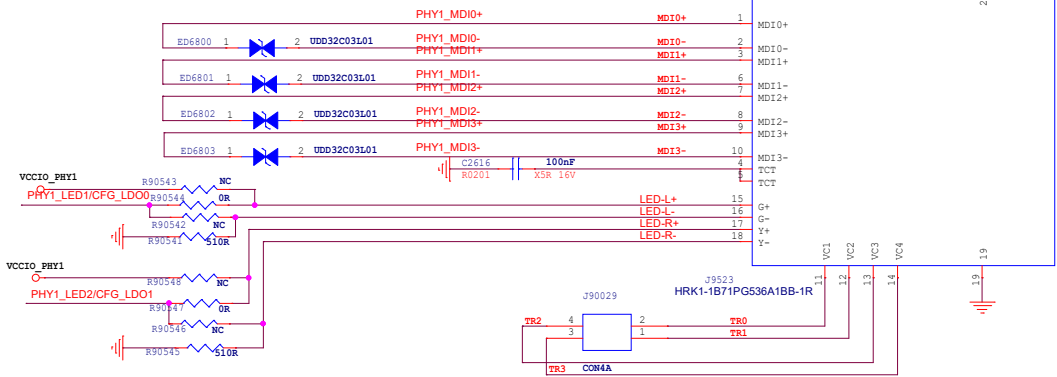 2
PHY1_MDI0+ MDI0+ 1 MDI0+
ED6800 1 2 UDD32C03L01 PHY1_MDI0- MDI0- 2 MDI0-
PHY1_MDI1+ MDI1+ 3 MDI1+
ED6801 1 2 UDD32C03L01 PHY1_MDI1- MDI1- 6 MDI1-
PHY1_MDI2+ MDI2+ 7 MDI2+
ED6802 1 2 UDD32C03L01 PHY1_MDI2- MDI2- 8 MDI2-
PHY1_MDI3+ MDI3+ 9 MDI3+
ED6803 1 2 UDD32C03L01 PHY1_MDI3- MDI3- 10 MDI3-
C2616 100nF 4 TCT
R0201 X5R 16V 5 TCT
VCCIO_PHY1 R90543 NC
PHY1_LED1/CFG_LDO0 R90544 0R LED-L+ 15 G+
R90542 NC LED-L- 16 G-
LED-R+ 17 Y+
R90541 510R LED-R- 18 Y-
VC1 VC2 VC3 VC4 19
11 12 13 14 19
VCCIO_PHY1
R90548 NC
J9523
HRK1-1B71PG536A1BB-1R
PHY1_LED2/CFG_LDO1
R90547 0R
J90029
R90546 NC
TR2 4 2 TR0
3 1 TR1
R90545 510R
TR3 CON4A